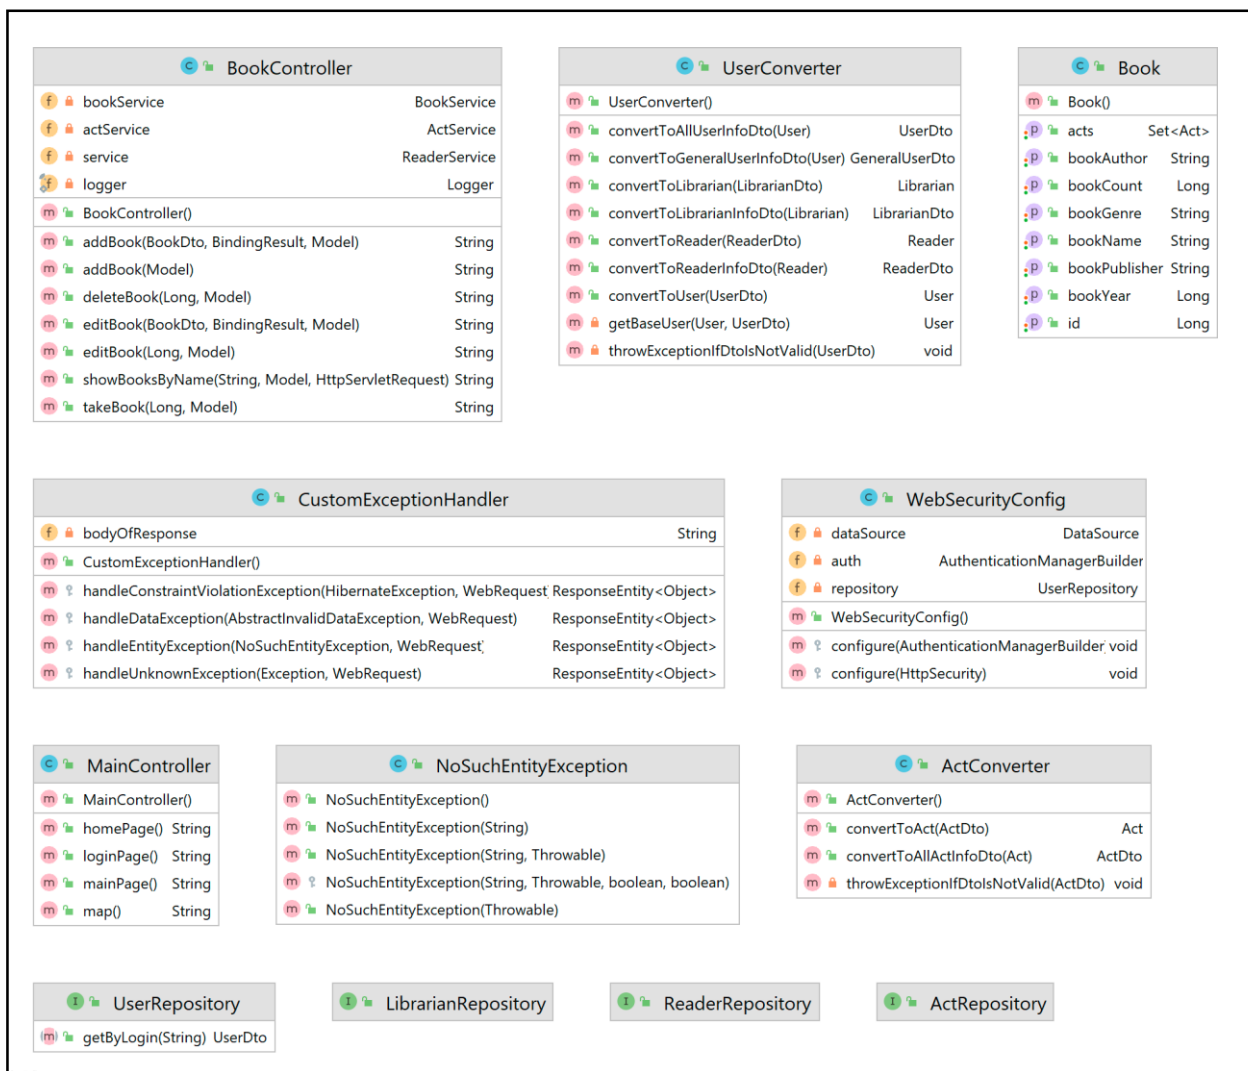 BookController
bookService BookService
actService ActService
service ReaderService
logger Logger
BookController()
addBook(BookDto, BindingResult, Model) String
addBook(Model) String
deleteBook(Long, Model) String
editBook(BookDto, BindingResult, Model) String
editBook(Long, Model) String
showBooksByName(String, Model, HttpServletRequest) String
takeBook(Long, Model) String
UserConverter
UserConverter()
convertToAllUserInfoDto(User) UserDto
convertToGeneralUserInfoDto(User) GeneralUserDto
convertToLibrarian(LibrarianDto) Librarian
convertToLibrarianInfoDto(Librarian) LibrarianDto
convertToReader(ReaderDto) Reader
convertToReaderInfoDto(Reader) ReaderDto
convertToUser(UserDto) User
getBaseUser(User, UserDto) User
throwExceptionIfDtoIsNotValid(UserDto) void
Book
Book()
acts Set<Act>
bookAuthor String
bookCount Long
bookGenre String
bookName String
bookPublisher String
bookYear Long
id Long
CustomExceptionHandler
bodyOfResponse String
CustomExceptionHandler()
handleConstraintViolationException(HibernateException, WebRequest) ResponseEntity<Object>
handleDataException(AbstractInvalidDataException, WebRequest) ResponseEntity<Object>
handleEntityException(NoSuchEntityException, WebRequest) ResponseEntity<Object>
handleUnknownException(Exception, WebRequest) ResponseEntity<Object>
WebSecurityConfig
dataSource DataSource
auth AuthenticationManagerBuilder
repository UserRepository
WebSecurityConfig()
configure(AuthenticationManagerBuilder) void
configure(HttpSecurity) void
MainController
MainController()
homePage() String
loginPage() String
mainPage() String
map() String
NoSuchEntityException
NoSuchEntityException()
NoSuchEntityException(String)
NoSuchEntityException(String, Throwable)
NoSuchEntityException(String, Throwable, boolean, boolean)
NoSuchEntityException(Throwable)
ActConverter
ActConverter()
convertToAct(ActDto) Act
convertToAllActInfoDto(Act) ActDto
throwExceptionIfDtoIsNotValid(ActDto) void
UserRepository
getByLogin(String) UserDto
LibrarianRepository
ReaderRepository
ActRepository